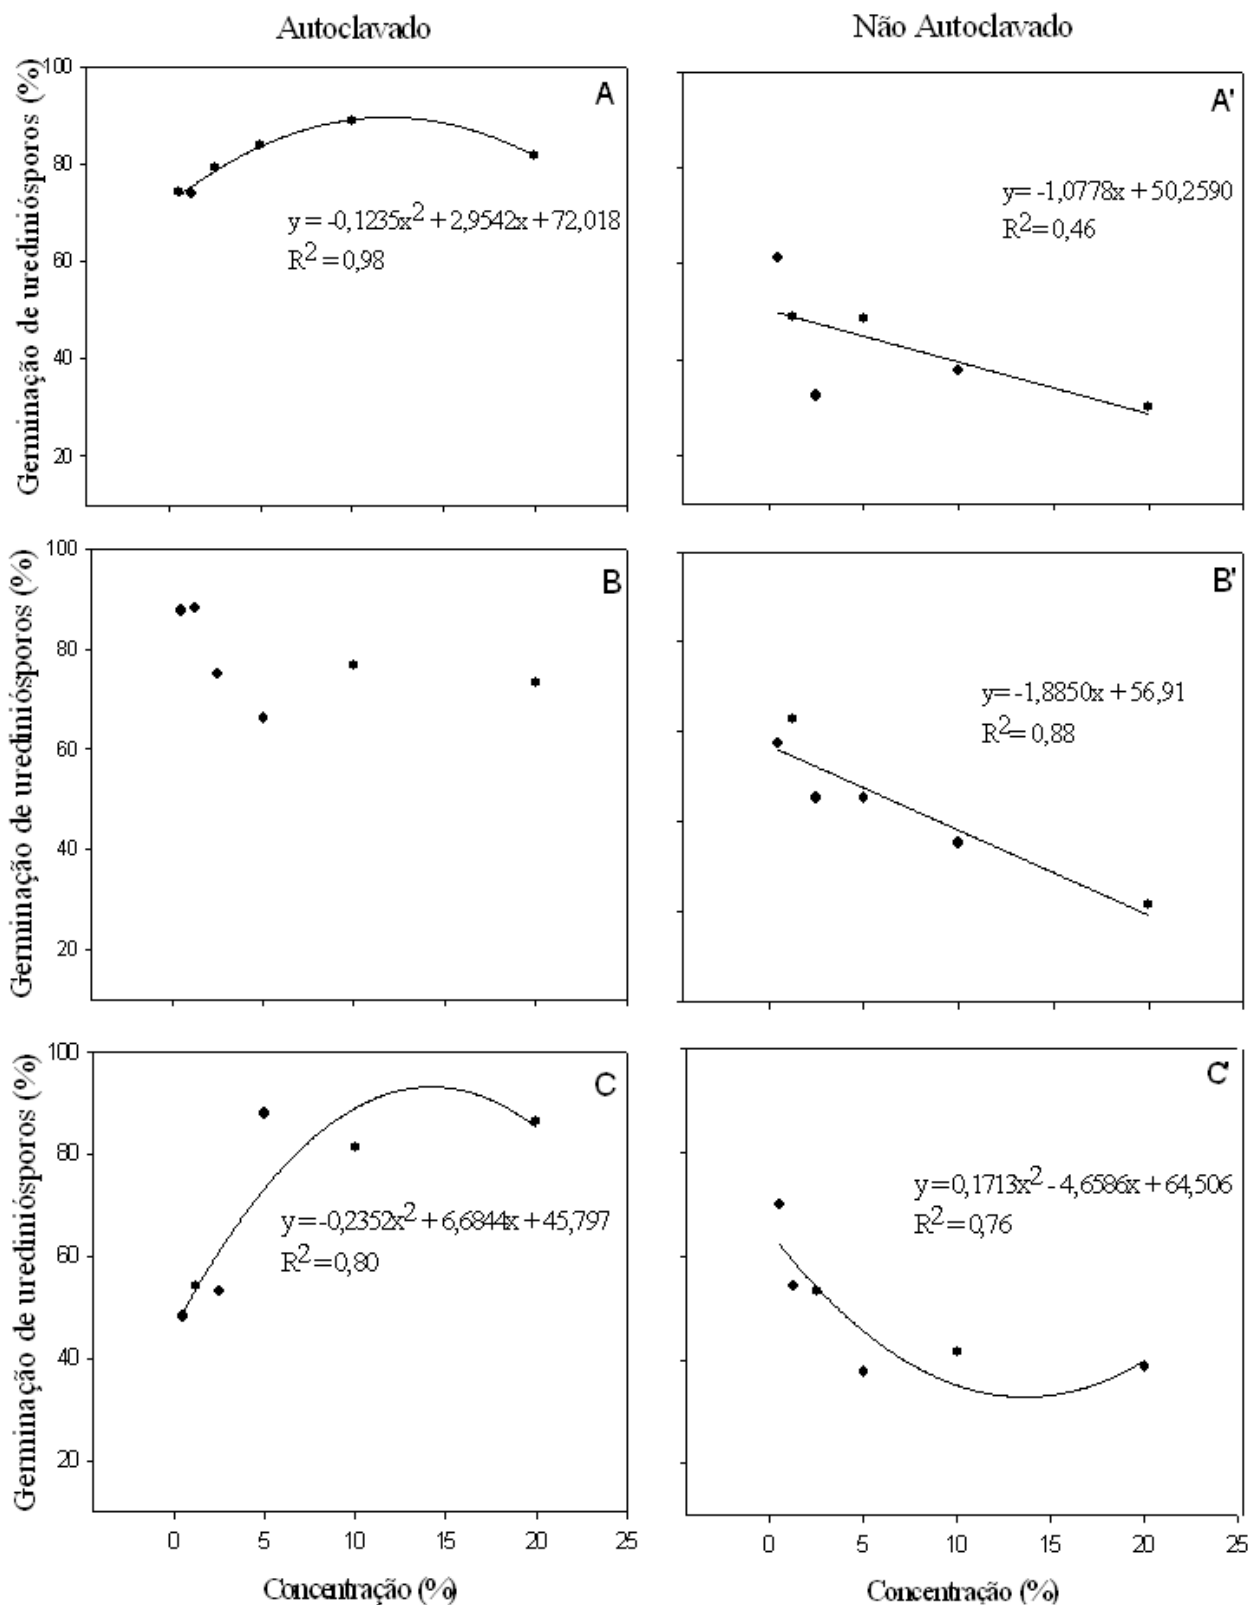 Autoclavado
Não Autoclavado
Germinação de urediniósporos (%)
100
80
60
40
20
A
y = -0,1235x² + 2,9542x + 72,018
R² = 0,98
A'
y= -1,0778x + 50,2590
R² = 0,46
Germinação de urediniósporos (%)
100
80
60
40
20
B
B'
y= -1,8850x + 56,91
R² = 0,88
Germinação de urediniósporos (%)
100
80
60
40
20
C
y = -0,2352x² + 6,6844x + 45,797
R² = 0,80
0 5 10 15 20 25
Concentração (%)
C'
y = 0,1713x² - 4,6586x + 64,506
R² = 0,76
0 5 10 15 20 25
Concentração (%)